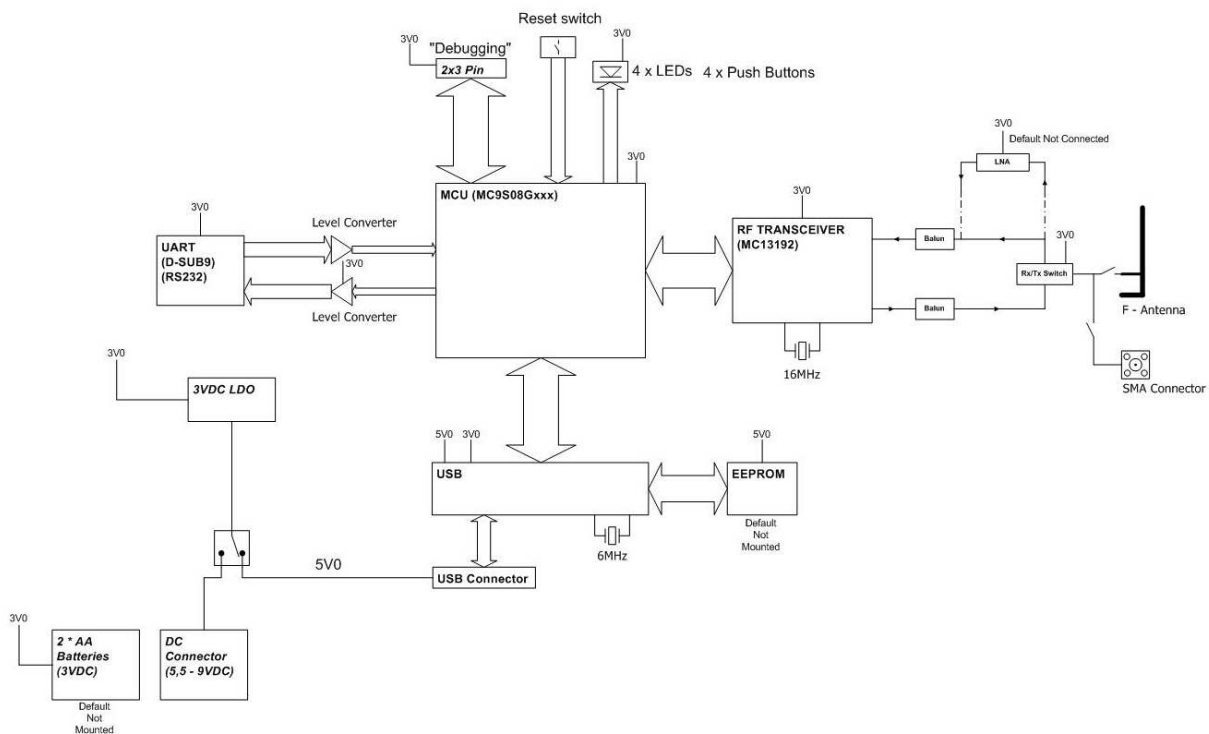 Reset switch
3V0
3V0
"Debugging"
2x3 Pin
4 x LEDs
4 x Push Buttons
3V0
Default Not Connected
LNA
3V0
MCU (MC9S08Gxxx)
3V0
3V0
Level Converter
UART
(D-SUB9)
(RS232)
3V0
Level Converter
RF TRANSCEIVER
(MC13192)
Balun
3V0
Rx/Tx Switch
Balun
F - Antenna
16MHz
SMA Connector
3V0
3VDC LDO
5V0
3V0
5V0
USB
EEPROM
Default
Not
Mounted
6MHz
5V0
USB Connector
3V0
2 * AA
Batteries
(3VDC)
DC
Connector
(5,5 - 9VDC)
Default
Not
Mounted